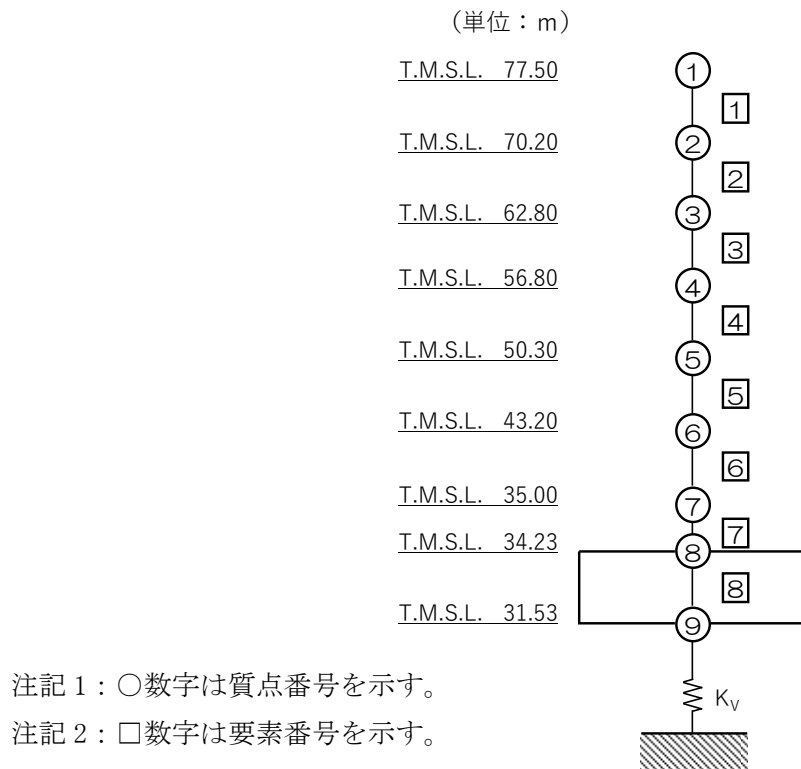 (単位:m)
T.M.S.L. 77.50
①
1
T.M.S.L. 70.20
②
2
T.M.S.L. 62.80
③
3
T.M.S.L. 56.80
④
4
T.M.S.L. 50.30
⑤
5
T.M.S.L. 43.20
⑥
6
T.M.S.L. 35.00
⑦
7
T.M.S.L. 34.23
⑧
8
T.M.S.L. 31.53
⑨
KV
注記 1:○数字は質点番号を示す。
注記 2:□数字は要素番号を示す。